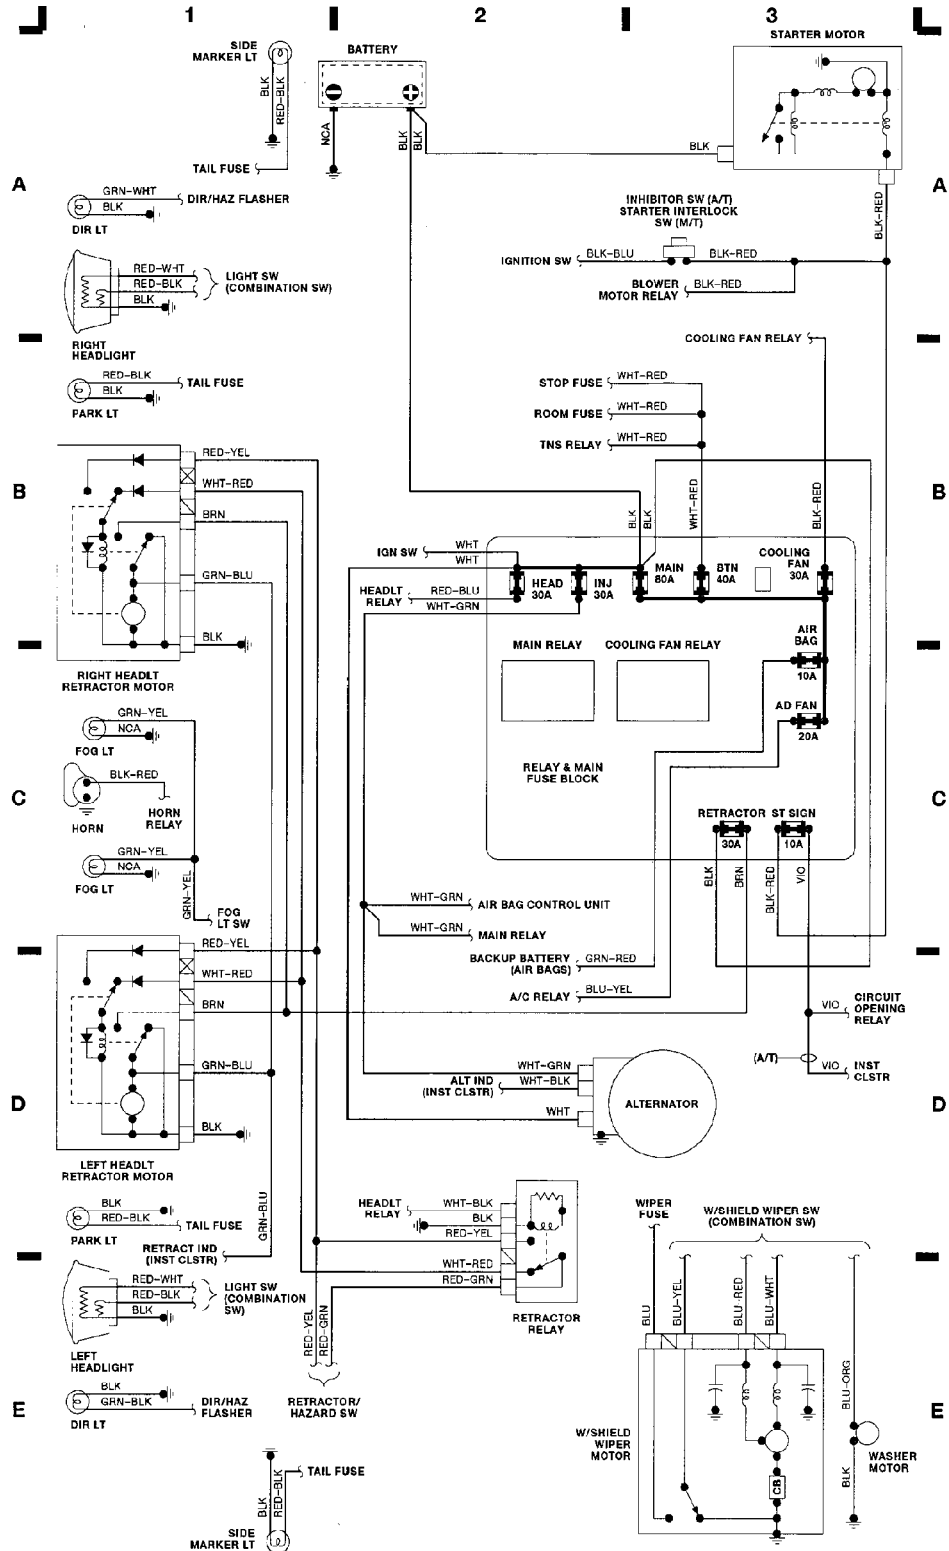 1
2
3
STARTER MOTOR
SIDE
MARKER LT
BATTERY
BLK
RED-BLK
NCA
BLK
BLK
BLK
TAIL FUSE
A
A
GRN-WHT
DIR/HAZ FLASHER
BLK
DIR LT
INHIBITOR SW (A/T)
STARTER INTERLOCK
SW (M/T)
BLK-RED
IGNITION SW
BLK-BLU
BLK-RED
RED-WHT
RED-BLK
BLK
LIGHT SW
(COMBINATION SW)
BLOWER
MOTOR RELAY
BLK-RED
RIGHT
HEADLIGHT
COOLING FAN RELAY
RED-BLK
TAIL FUSE
BLK
PARK LT
STOP FUSE
WHT-RED
ROOM FUSE
WHT-RED
TNS RELAY
WHT-RED
B
B
RED-YEL
WHT-RED
BRN
GRN-BLU
BLK
BLK
BLK
WHT-RED
BLK-RED
IGN SW
WHT
WHT
HEADLT
RELAY
RED-BLU
WHT-GRN
HEAD
30A
INJ
30A
MAIN
80A
BTN
40A
COOLING
FAN
30A
AIR
BAG
10A
MAIN RELAY
COOLING FAN RELAY
AD FAN
20A
RIGHT HEADLT
RETRACTOR MOTOR
GRN-YEL
NCA
FOG LT
C
C
BLK-RED
HORN
HORN
RELAY
RELAY & MAIN
FUSE BLOCK
RETRACTOR
30A
ST SIGN
10A
GRN-YEL
NCA
FOG LT
GRN-YEL
FOG
LT SW
BLK
BRN
BLK-RED
VIO
WHT-GRN
AIR BAG CONTROL UNIT
WHT-GRN
MAIN RELAY
BACKUP BATTERY
(AIR BAGS)
GRN-RED
A/C RELAY
BLU-YEL
RED-YEL
WHT-RED
BRN
GRN-BLU
BLK
VIO
CIRCUIT
OPENING
RELAY
(A/T)
VIO
INST
CLSTR
D
D
WHT-GRN
ALT IND
(INST CLSTR)
WHT-BLK
WHT
ALTERNATOR
LEFT HEADLT
RETRACTOR MOTOR
BLK
RED-BLK
TAIL FUSE
PARK LT
GRN-BLU
RETRACT IND
(INST CLSTR)
HEADLT
RELAY
WHT-BLK
BLK
RED-YEL
WHT-RED
RED-GRN
RETRACTOR
RELAY
WIPER
FUSE
W/SHIELD WIPER SW
(COMBINATION SW)
BLU
BLU-YEL
BLU-RED
BLU-WHT
BLU-ORG
RED-WHT
RED-BLK
BLK
LIGHT SW
(COMBINATION
SW)
LEFT
HEADLIGHT
RED-YEL
RED-GRN
RETRACTOR/
HAZARD SW
E
E
BLK
GRN-BLK
DIR LT
DIR/HAZ
FLASHER
W/SHIELD
WIPER
MOTOR
CB
BLK
WASHER
MOTOR
TAIL FUSE
BLK
RED-BLK
SIDE
MARKER LT